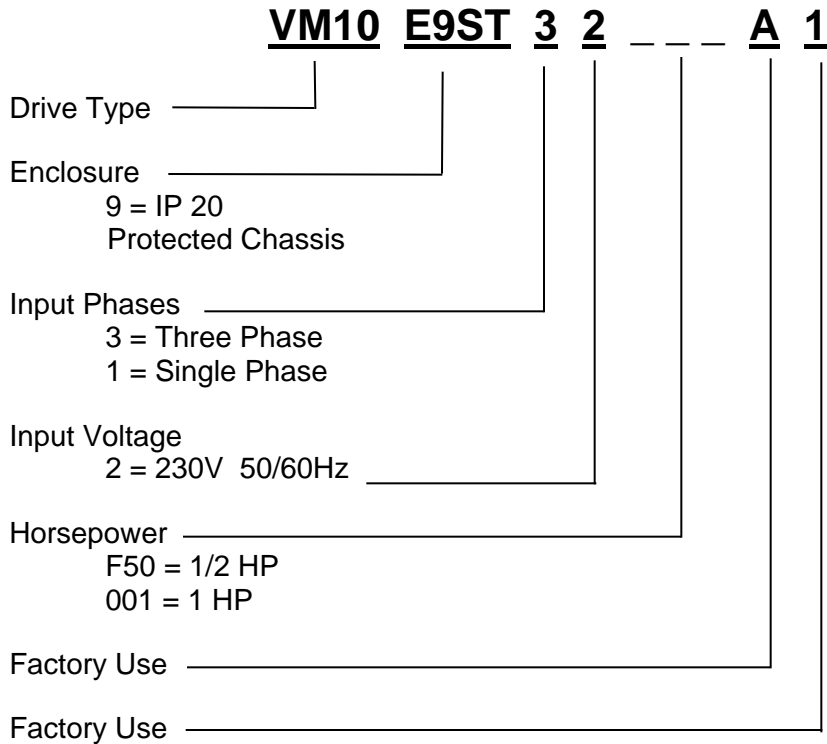 VM10 E9ST 3 2 _ _ _ A 1
Drive Type
Enclosure
9 = IP 20
Protected Chassis
Input Phases
3 = Three Phase
1 = Single Phase
Input Voltage
2 = 230V 50/60Hz
Horsepower
F50 = 1/2 HP
001 = 1 HP
Factory Use
Factory Use